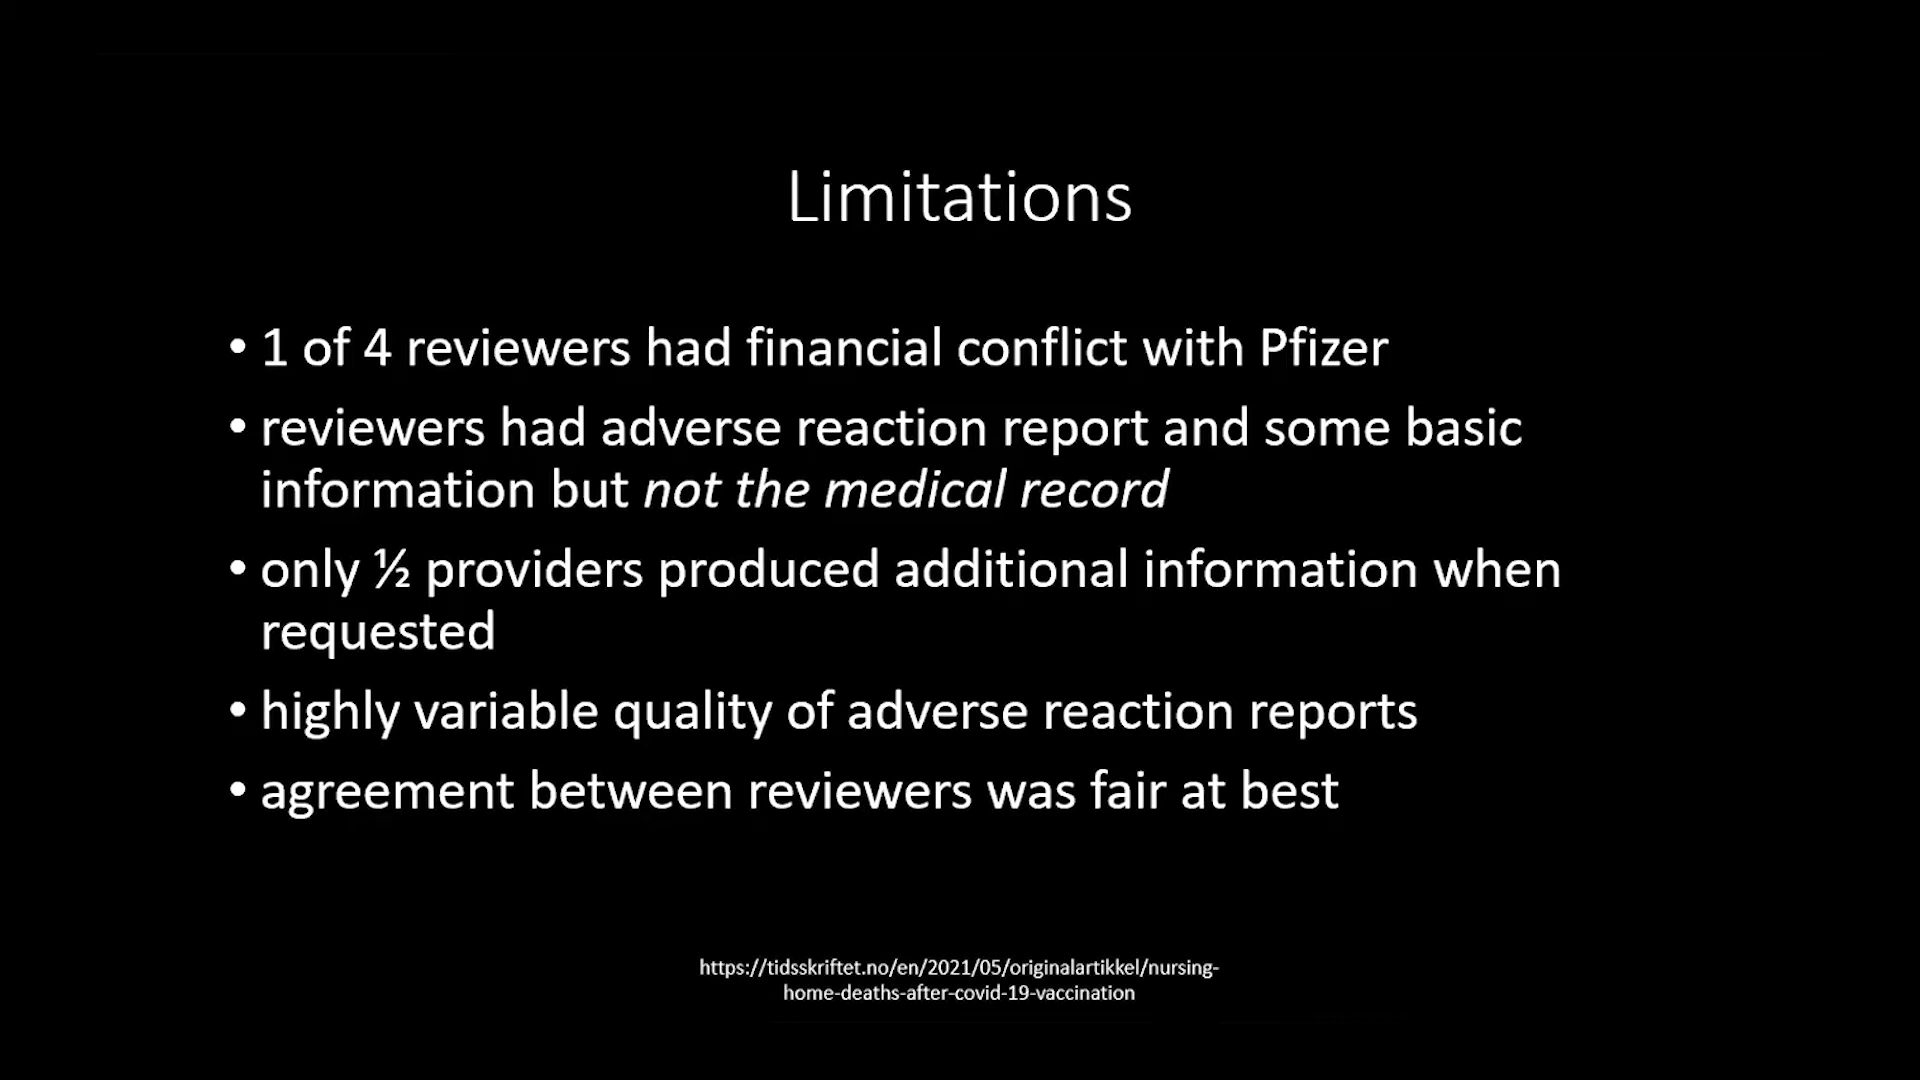 Limitations
• 1 of 4 reviewers had financial conflict with Pfizer
• reviewers had adverse reaction report and some basic
information but not the medical record
• only ½ providers produced additional information when
requested
• highly variable quality of adverse reaction reports
• agreement between reviewers was fair at best
https://tidsskriftet.no/en/2021/05/originalartikkel/nursing-
home-deaths-after-covid-19-vaccination